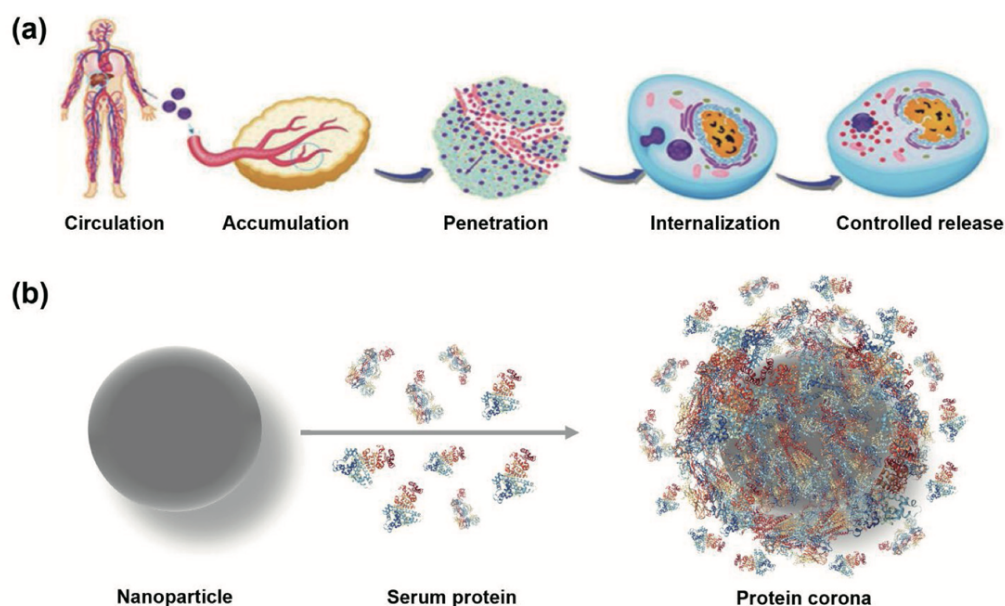 (a)
Circulation
Accumulation
Penetration
Internalization
Controlled release
(b)
Nanoparticle
Serum protein
Protein corona